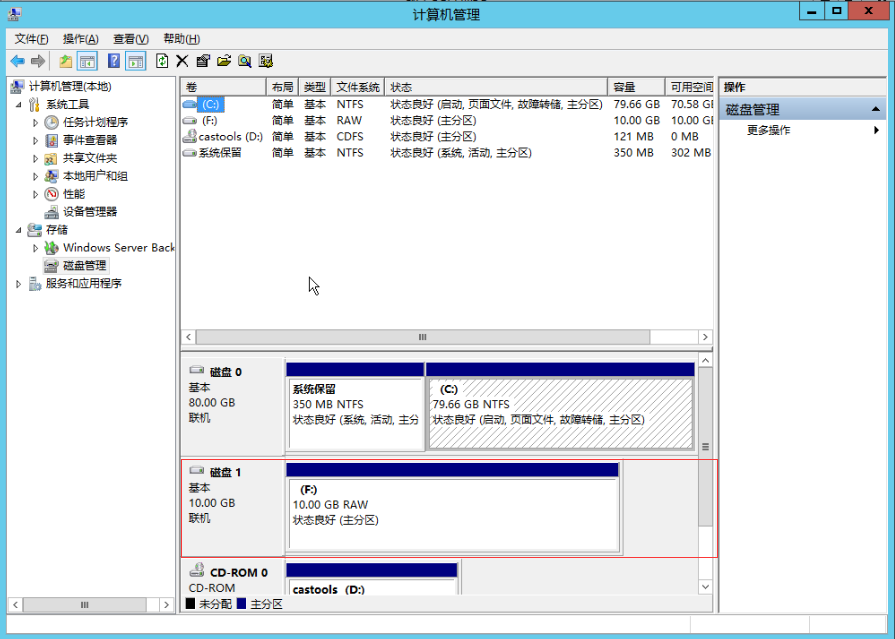 计算机管理
文件(F) 操作(A) 查看(V) 帮助(H)
计算机管理(本地)
系统工具
任务计划程序
事件查看器
共享文件夹
本地用户和组
性能
设备管理器
存储
Windows Server Back
磁盘管理
服务和应用程序
卷 布局 类型 文件系统 状态 容量 可用空间
(C:) 简单 基本 NTFS 状态良好 (启动, 页面文件, 故障转储, 主分区) 79.66 GB 70.58 GB
(F:) 简单 基本 RAW 状态良好 (主分区) 10.00 GB 10.00 GB
castools (D:) 简单 基本 CDFS 状态良好 (主分区) 121 MB 0 MB
系统保留 简单 基本 NTFS 状态良好 (系统, 活动, 主分区) 350 MB 302 MB
磁盘 0
基本
80.00 GB
联机
系统保留
350 MB NTFS
状态良好 (系统, 活动, 主分
(C:)
79.66 GB NTFS
状态良好 (启动, 页面文件, 故障转储, 主分区)
磁盘 1
基本
10.00 GB
联机
(F:)
10.00 GB RAW
状态良好 (主分区)
CD-ROM 0
CD-ROM
castools (D:)
未分配 主分区
操作
磁盘管理
更多操作